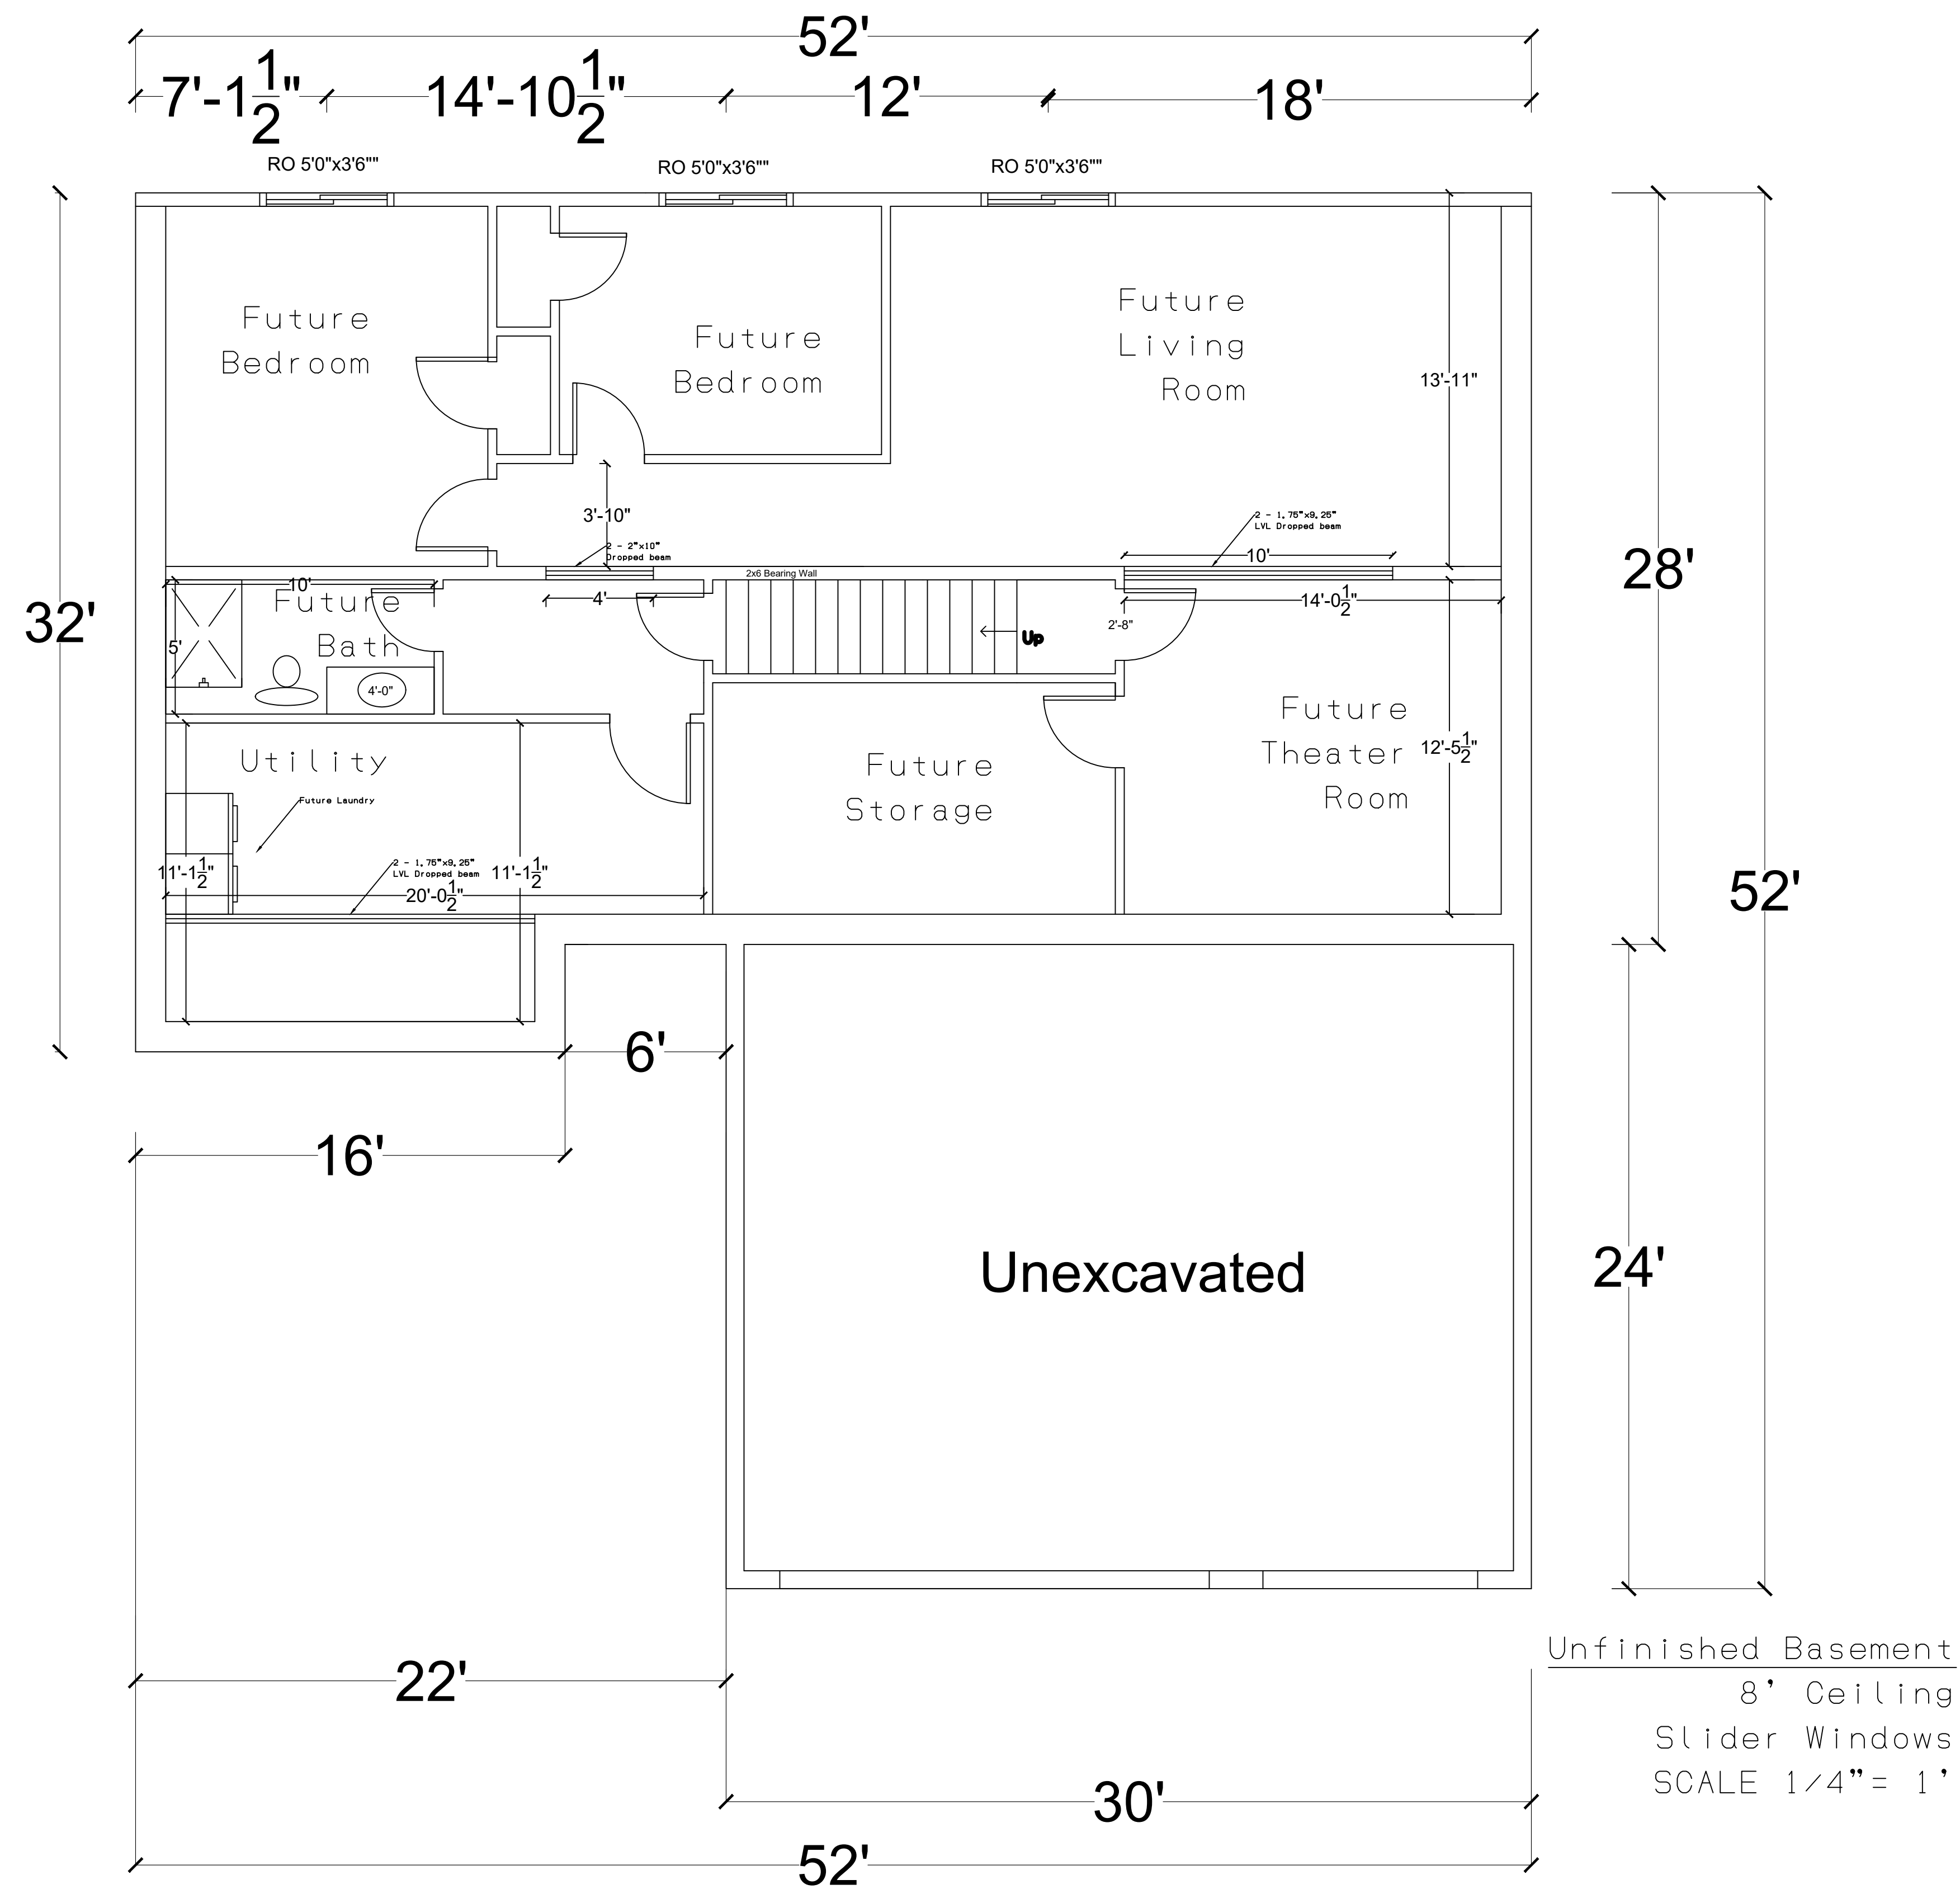 52'
7'-1 1/2"
14'-10 1/2"
12'
18'
RO 5'0"x3'6""
RO 5'0"x3'6""
RO 5'0"x3'6""
Future
Bedroom
Future
Bedroom
Future
Living
Room
13'-11"
32'
28'
52'
3'-10"
2 - 2"x10"
Dropped beam
2 - 1.75"x9.25"
LVL Dropped beam
10'
2x6 Bearing Wall
10'
4'
14'-0 1/2"
Future
Bath
5'
4'-0"
2'-8"
Up
Utility
Future Laundry
Future
Storage
Future
Theater
Room
12'-5 1/2"
2 - 1.75"x9.25"
LVL Dropped beam
11'-1 1/2"
11'-1 1/2"
20'-0 1/2"
6'
16'
Unexcavated
24'
22'
30'
52'
Unfinished Basement
8' Ceiling
Slider Windows
SCALE 1/4"= 1'